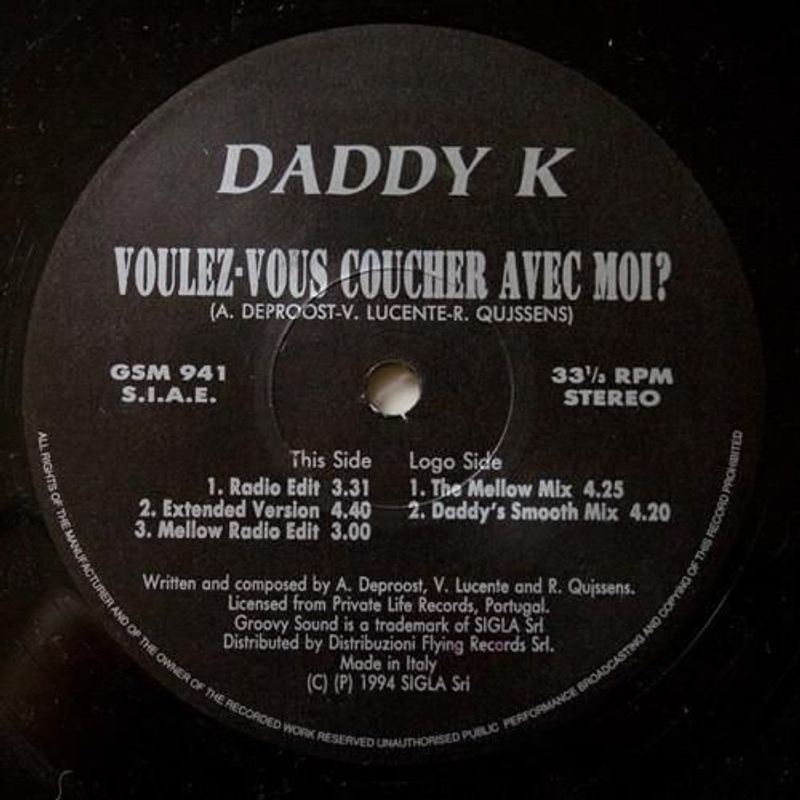 DADDY K
VOULEZ-VOUS COUCHER AVEC MOI?
(A. DEPROOST-V. LUCENTE-R. QUJSSENS)
GSM 941
S.I.A.E.
33⅓ RPM
STEREO
This Side
1. Radio Edit 3.31
2. Extended Version 4.40
3. Mellow Radio Edit 3.00
Logo Side
1. The Mellow Mix 4.25
2. Daddy's Smooth Mix 4.20
Written and composed by A. Deproost, V. Lucente and R. Qujssens.
Licensed from Private Life Records, Portugal.
Groovy Sound is a trademark of SIGLA Srl
Distributed by Distribuzioni Flying Records Srl.
Made in Italy
(C) (P) 1994 SIGLA Srl
ALL RIGHTS OF THE MANUFACTURER AND OF THE OWNER OF THE RECORDED WORK RESERVED UNAUTHORISED PUBLIC PERFORMANCE BROADCASTING AND COPYING OF THIS RECORD PROHIBITED